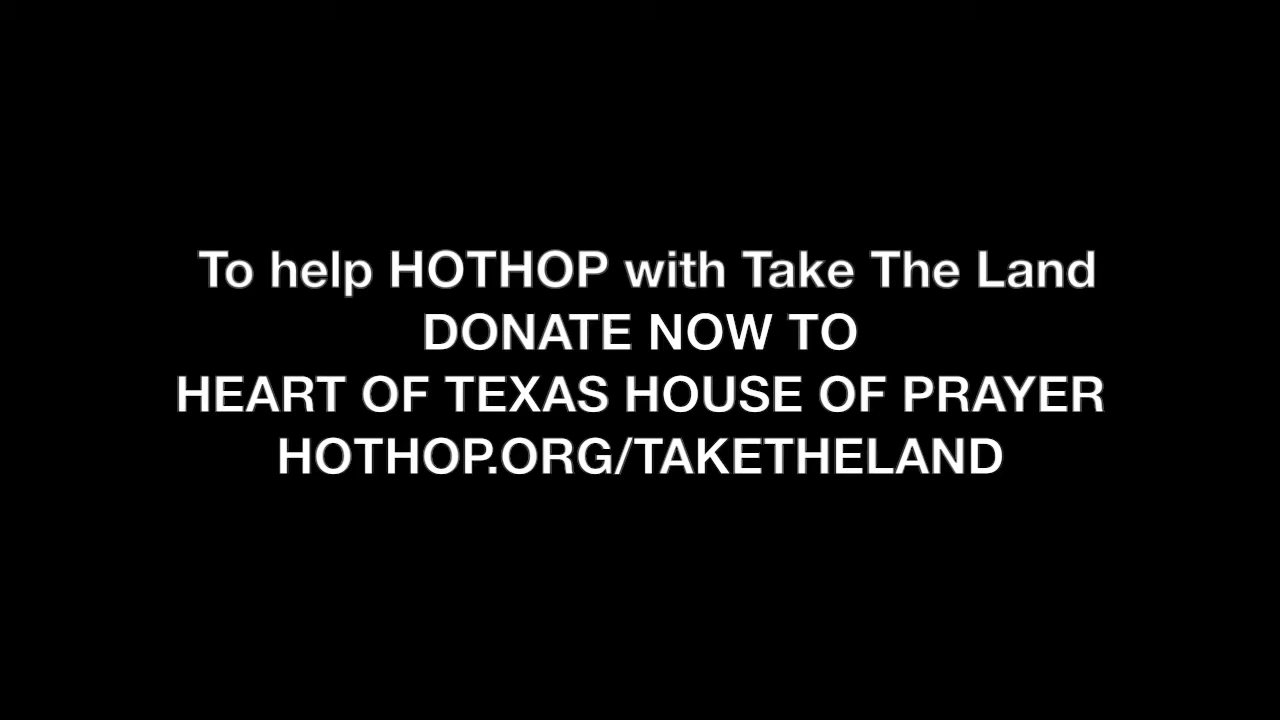 To help HOTHOP with Take The Land
DONATE NOW TO
HEART OF TEXAS HOUSE OF PRAYER
HOTHOP.ORG/TAKETHELAND